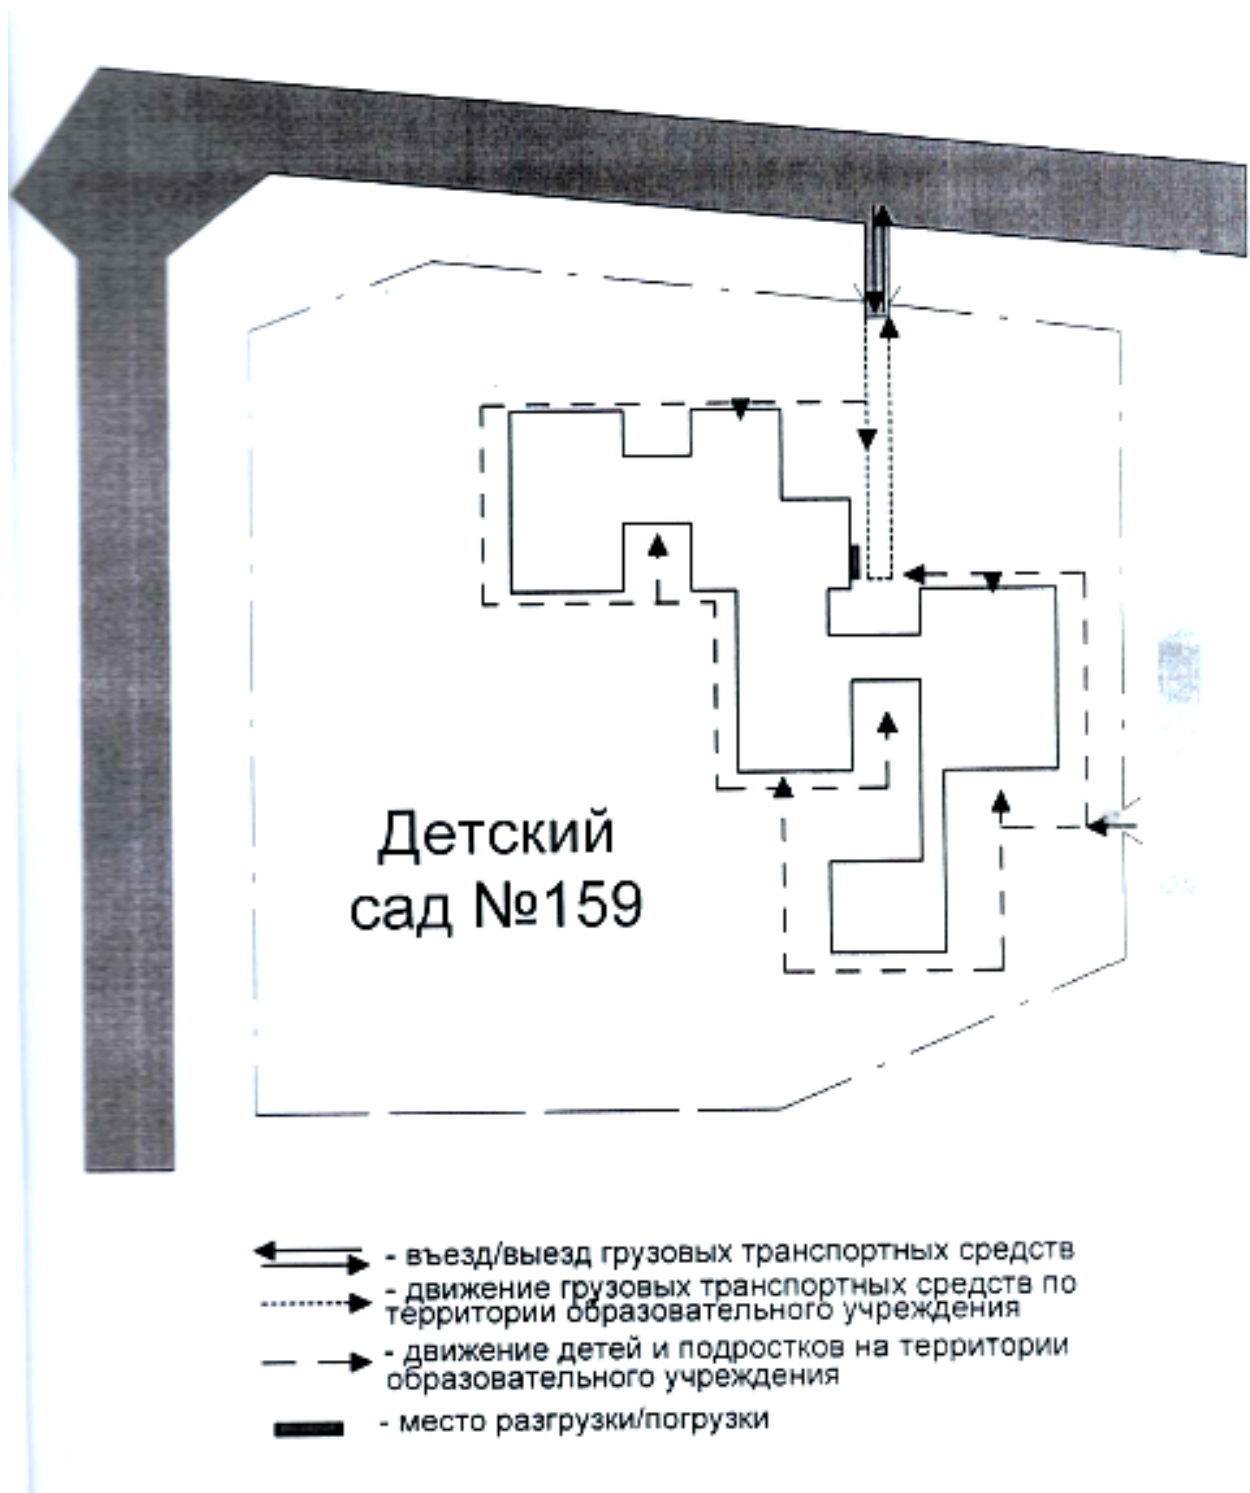 Детский
сад №159
- въезд/выезд грузовых транспортных средств
- движение грузовых транспортных средств по
территории образовательного учреждения
- движение детей и подростков на территории
образовательного учреждения
- место разгрузки/погрузки